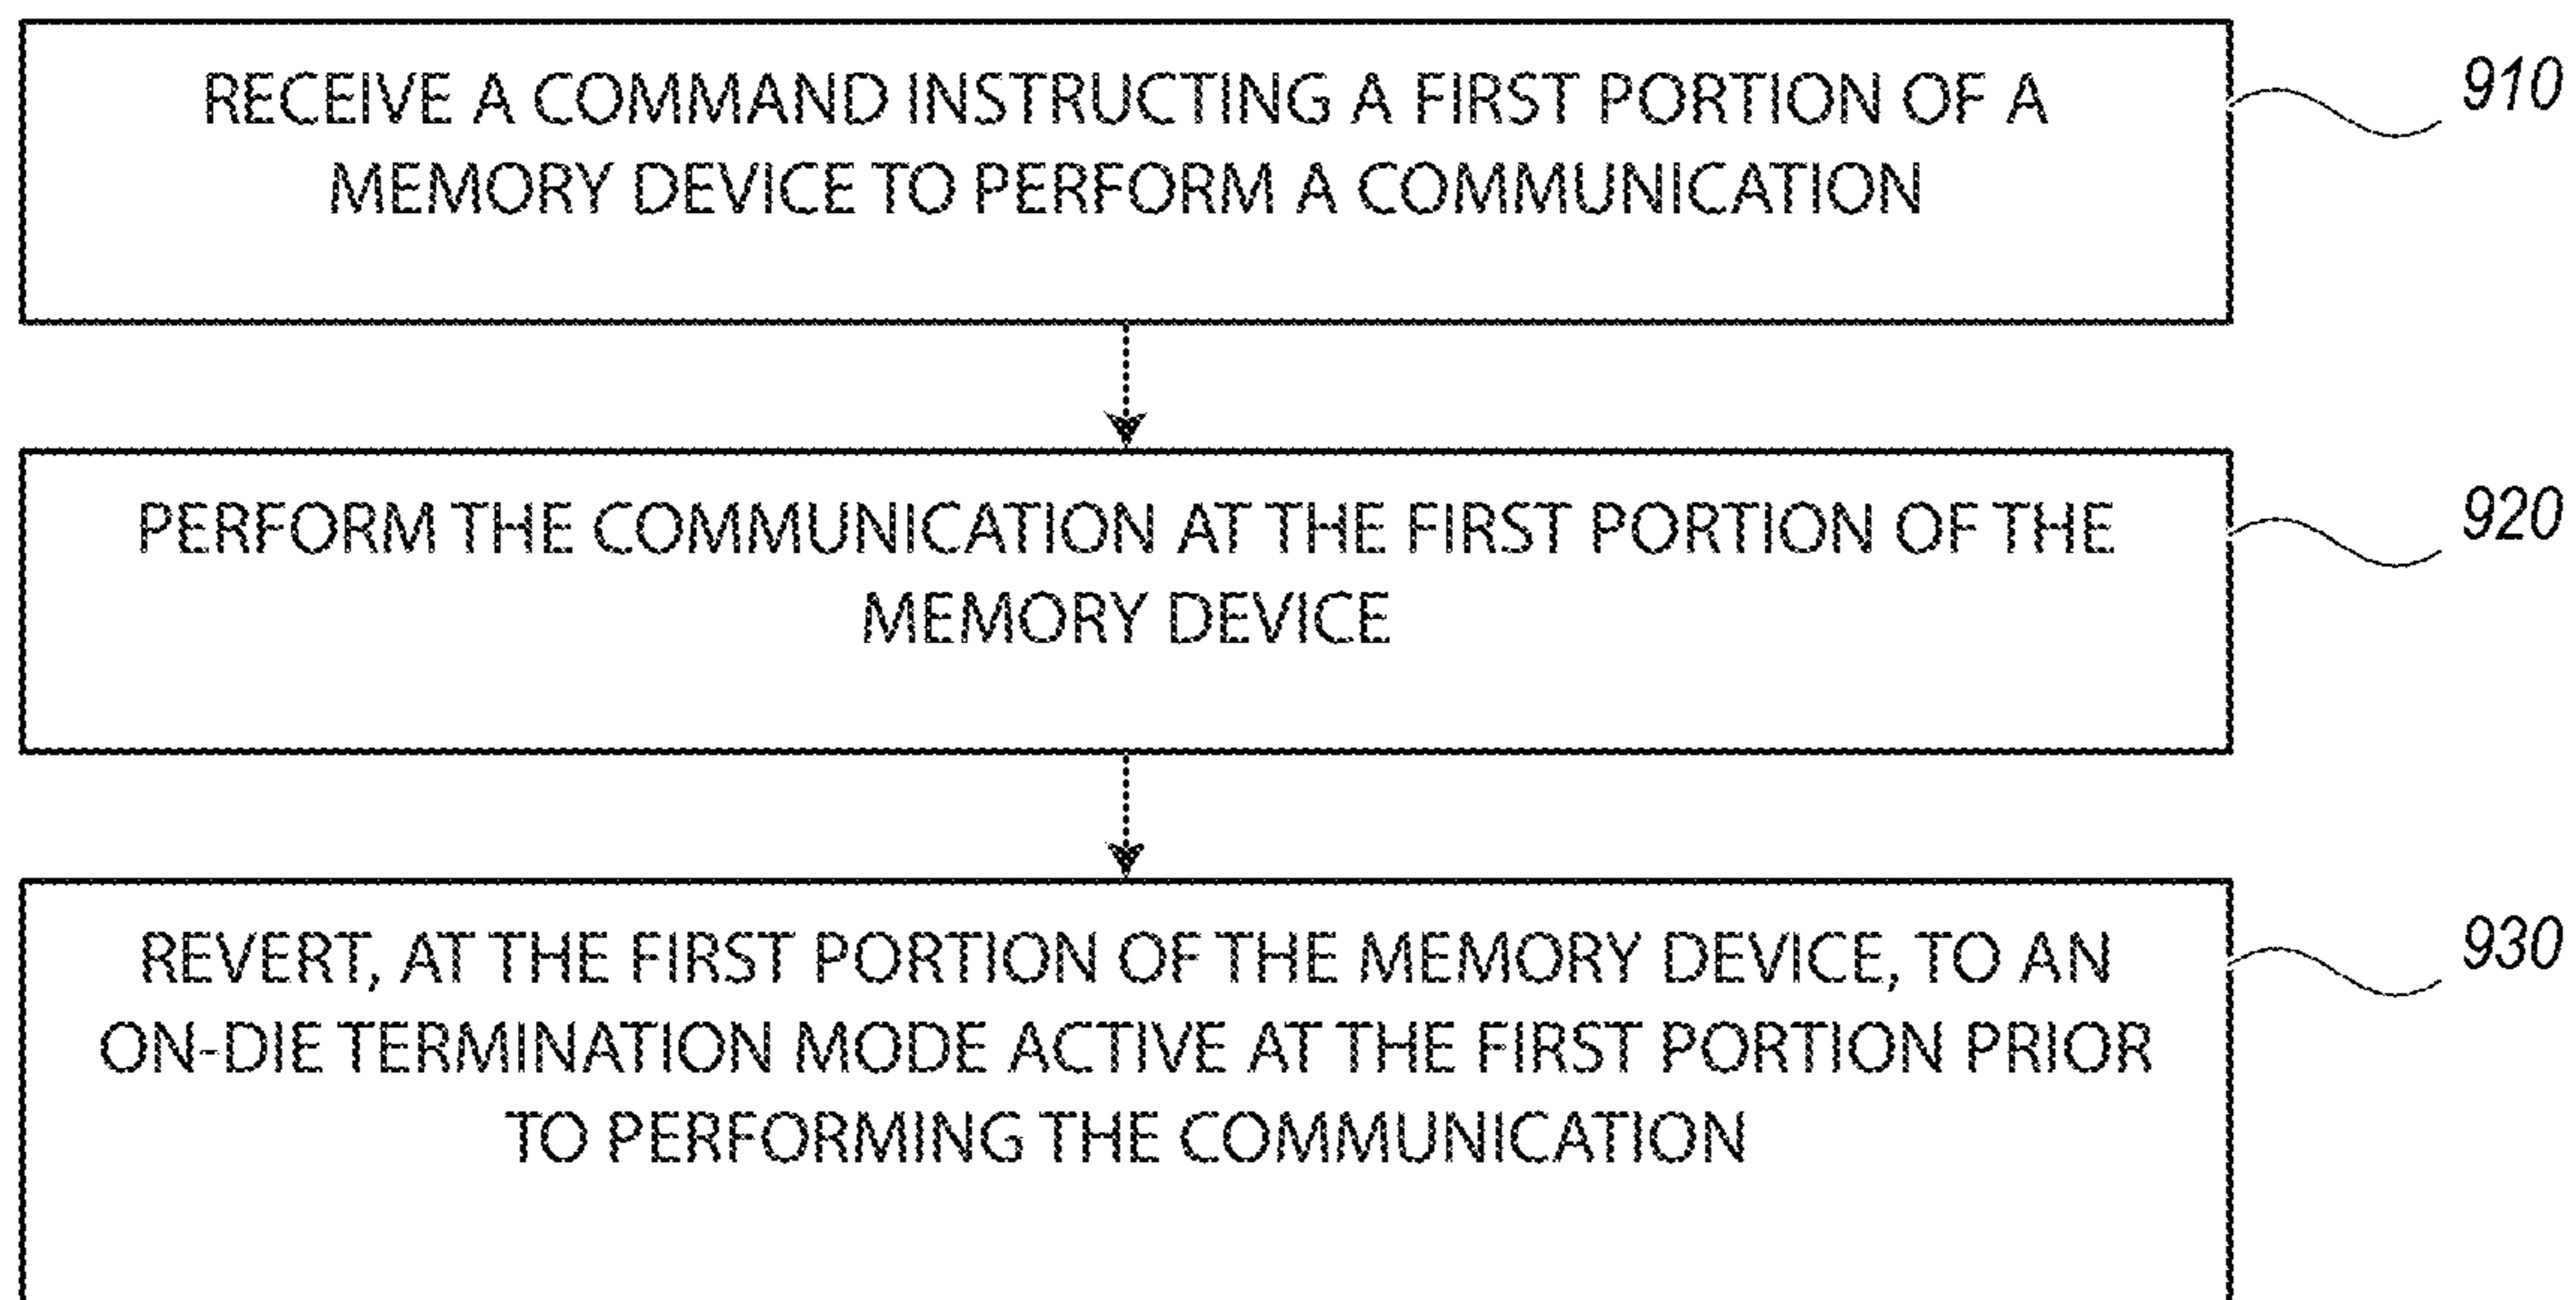 RECEIVE A COMMAND INSTRUCTING A FIRST PORTION OF A
MEMORY DEVICE TO PERFORM A COMMUNICATION
910
PERFORM THE COMMUNICATION AT THE FIRST PORTION OF THE
MEMORY DEVICE
920
REVERT, AT THE FIRST PORTION OF THE MEMORY DEVICE, TO AN
ON-DIE TERMINATION MODE ACTIVE AT THE FIRST PORTION PRIOR
TO PERFORMING THE COMMUNICATION
930